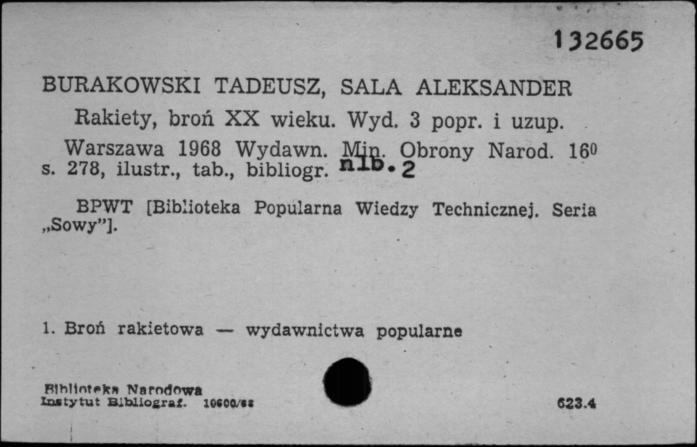 132665
BURAKOWSKI TADEUSZ, SALA ALEKSANDER
Rakiety, broń XX wieku. Wyd. 3 popr. i uzup.
Warszawa 1968 Wydawn. Min. Obrony Narod. 16⁰
s. 278, ilustr., tab., bibliogr. nlb. 2
BPWT [Biblioteka Popularna Wiedzy Technicznej. Seria
„Sowy”].
1. Broń rakietowa — wydawnictwa popularne
Biblioteka Narodowa
Instytut Bibliograf. 10600/68
623.4